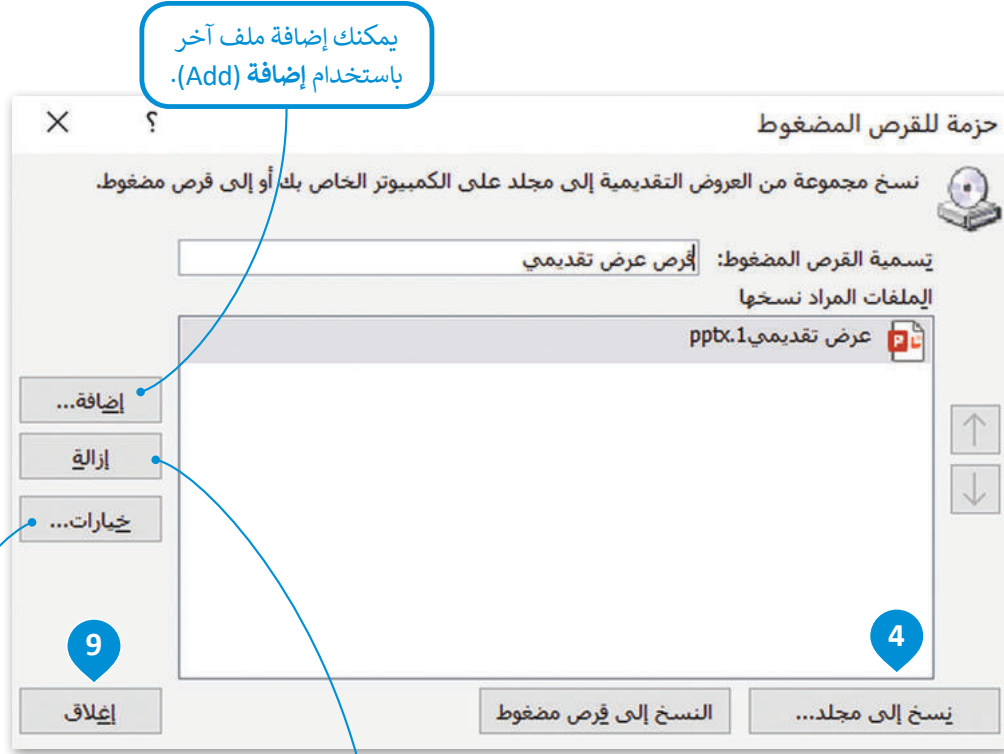 يمكنك إضافة ملف آخر
باستخدام إضافة (Add).
حزمة للقرص المضغوط
؟
نسخ مجموعة من العروض التقديمية إلى مجلد على الكمبيوتر الخاص بك أو إلى قرص مضغوط.
تسمية القرص المضغوط: قرص عرض تقديمي
الملفات المراد نسخها
عرض تقديمي1.pptx
إضافة...
إزالة
خيارات...
4
9
نسخ إلى مجلد...
النسخ إلى قرص مضغوط
إغلاق